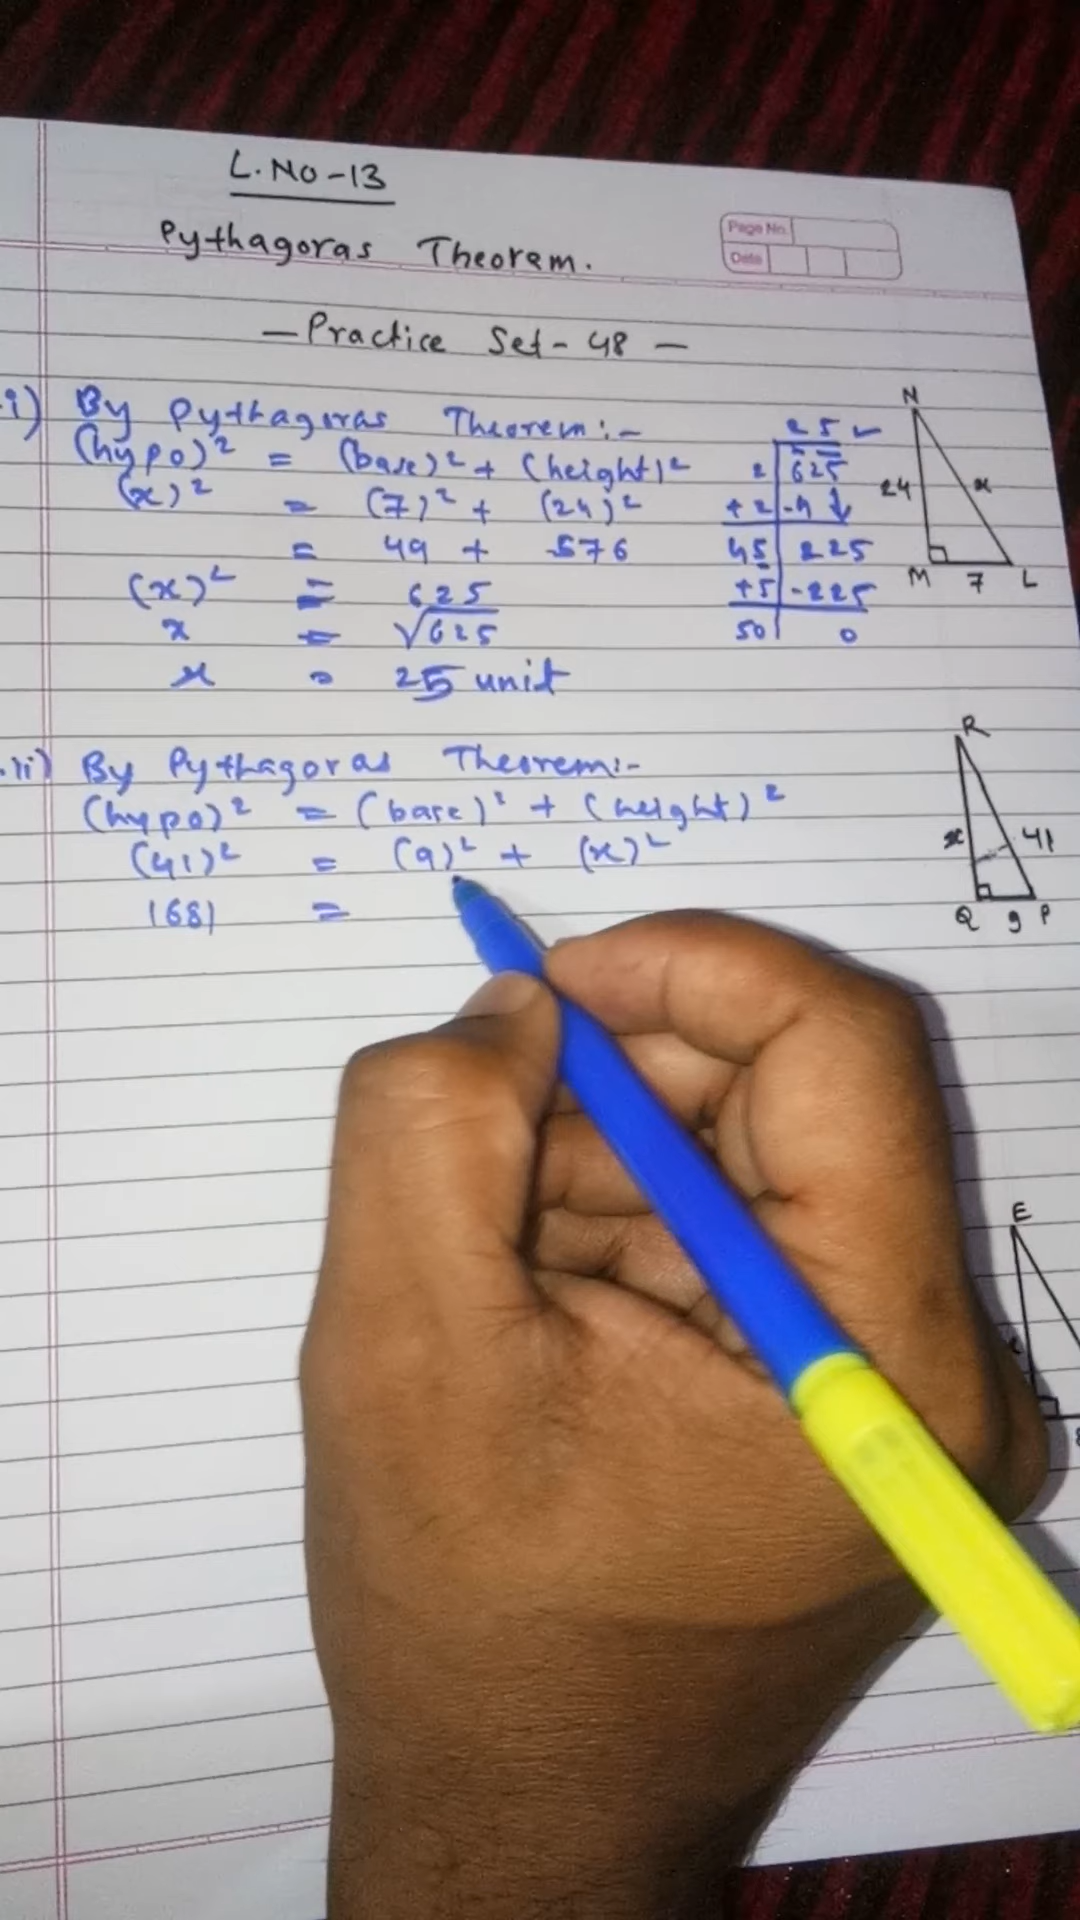 L. No-13
Pythagoras Theoram.
Page No.
Date
- Practice Set- 48 -
i) By Pythagoras Theorem:-
(hypo)² = (base)² + (height)²
(x)² = (7)² + (24)²
= 49 + 576
(x)² = 625
x = √625
x = 25 unit
25
2 625
+2 -4 ↓
45 225
+5 -225
50 0
N
24 x
M 7 L
ii) By Pythagoras Theorem:-
(hypo)² = (base)² + (height)²
(41)² = (9)² + (x)²
1681 =
R
x 41
Q 9 P
E